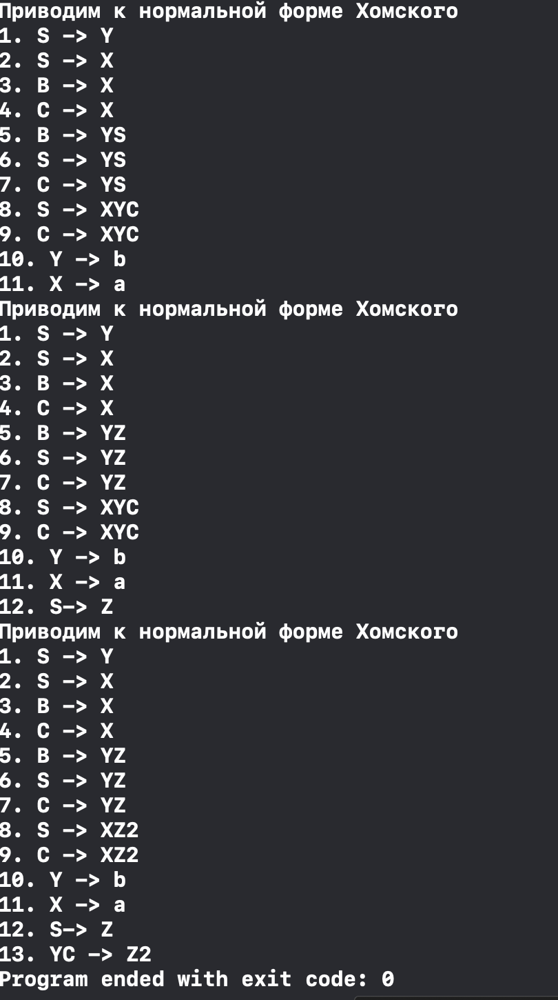 Приводим к нормальной форме Хомского
1. S -> Y
2. S -> X
3. B -> X
4. C -> X
5. B -> YS
6. S -> YS
7. C -> YS
8. S -> XYC
9. C -> XYC
10. Y -> b
11. X -> a
Приводим к нормальной форме Хомского
1. S -> Y
2. S -> X
3. B -> X
4. C -> X
5. B -> YZ
6. S -> YZ
7. C -> YZ
8. S -> XYC
9. C -> XYC
10. Y -> b
11. X -> a
12. S-> Z
Приводим к нормальной форме Хомского
1. S -> Y
2. S -> X
3. B -> X
4. C -> X
5. B -> YZ
6. S -> YZ
7. C -> YZ
8. S -> XZ2
9. C -> XZ2
10. Y -> b
11. X -> a
12. S-> Z
13. YC -> Z2
Program ended with exit code: 0